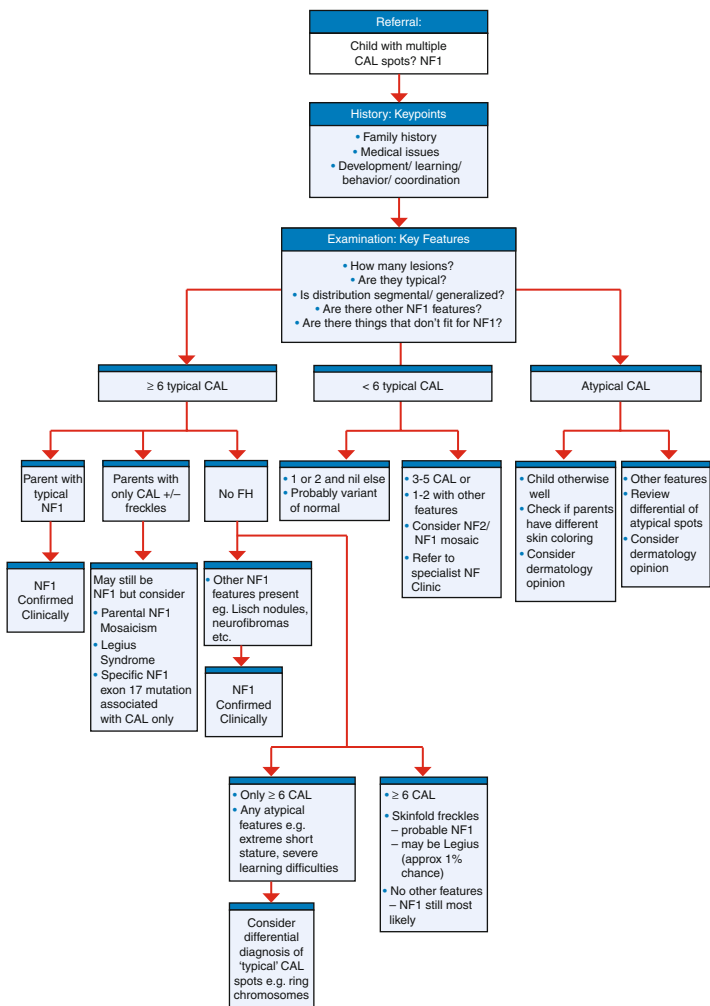 Referral:
Child with multiple
CAL spots? NF1
History: Keypoints
• Family history
• Medical issues
• Development/ learning/
behavior/ coordination
Examination: Key Features
• How many lesions?
• Are they typical?
• Is distribution segmental/ generalized?
• Are there other NF1 features?
• Are there things that don't fit for NF1?
≥ 6 typical CAL
< 6 typical CAL
Atypical CAL
Parent with
typical
NF1
Parents with
only CAL +/–
freckles
No FH
• 1 or 2 and nil else
• Probably variant
of normal
• 3-5 CAL or
• 1-2 with other
features
• Consider NF2/
NF1 mosaic
• Refer to
specialist NF
Clinic
• Child otherwise
well
• Check if parents
have different
skin coloring
• Consider
dermatology
opinion
• Other features
• Review
differential of
atypical spots
• Consider
dermatology
opinion
NF1
Confirmed
Clinically
May still be
NF1 but consider
• Parental NF1
Mosaicism
• Legius
Syndrome
• Specific NF1
exon 17 mutation
associated
with CAL only
• Other NF1
features present
eg. Lisch nodules,
neurofibromas
etc.
NF1
Confirmed
Clinically
• Only ≥ 6 CAL
• Any atypical
features e.g.
extreme short
stature, severe
learning difficulties
• ≥ 6 CAL
• Skinfold freckles
– probable NF1
– may be Legius
(approx 1%
chance)
• No other features
– NF1 still most
likely
Consider
differential
diagnosis of
'typical' CAL
spots e.g. ring
chromosomes